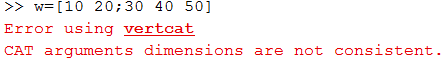 >> w=[10 20;30 40 50]
Error using vertcat
CAT arguments dimensions are not consistent.